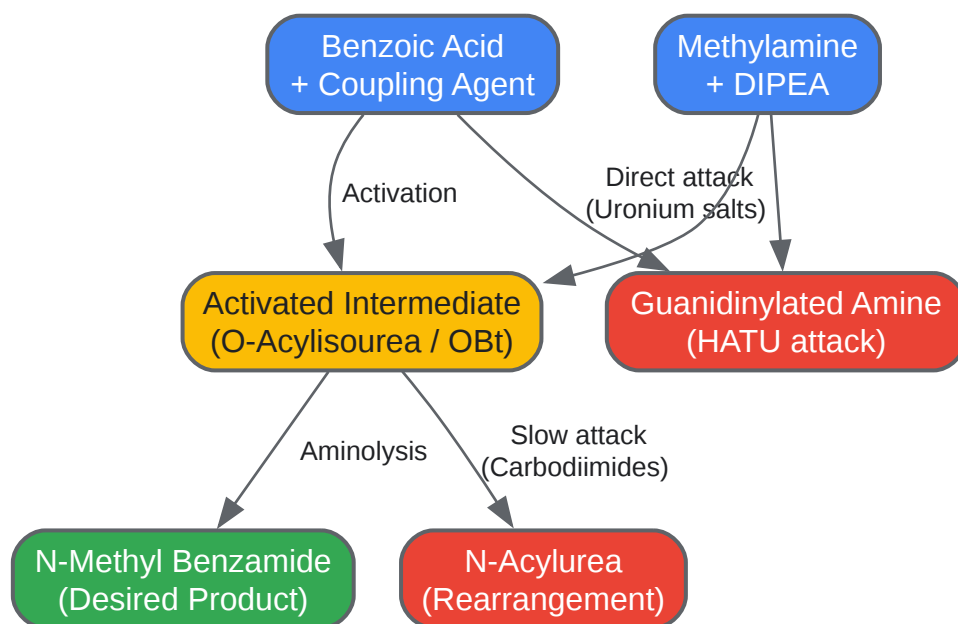 Benzoic Acid
+ Coupling Agent
Methylamine
+ DIPEA
Activation
Direct attack
(Uronium salts)
Activated Intermediate
(O-Acylisourea / OBt)
Guanidinylated Amine
(HATU attack)
Aminolysis
Slow attack
(Carbodiimides)
N-Methyl Benzamide
(Desired Product)
N-Acylurea
(Rearrangement)